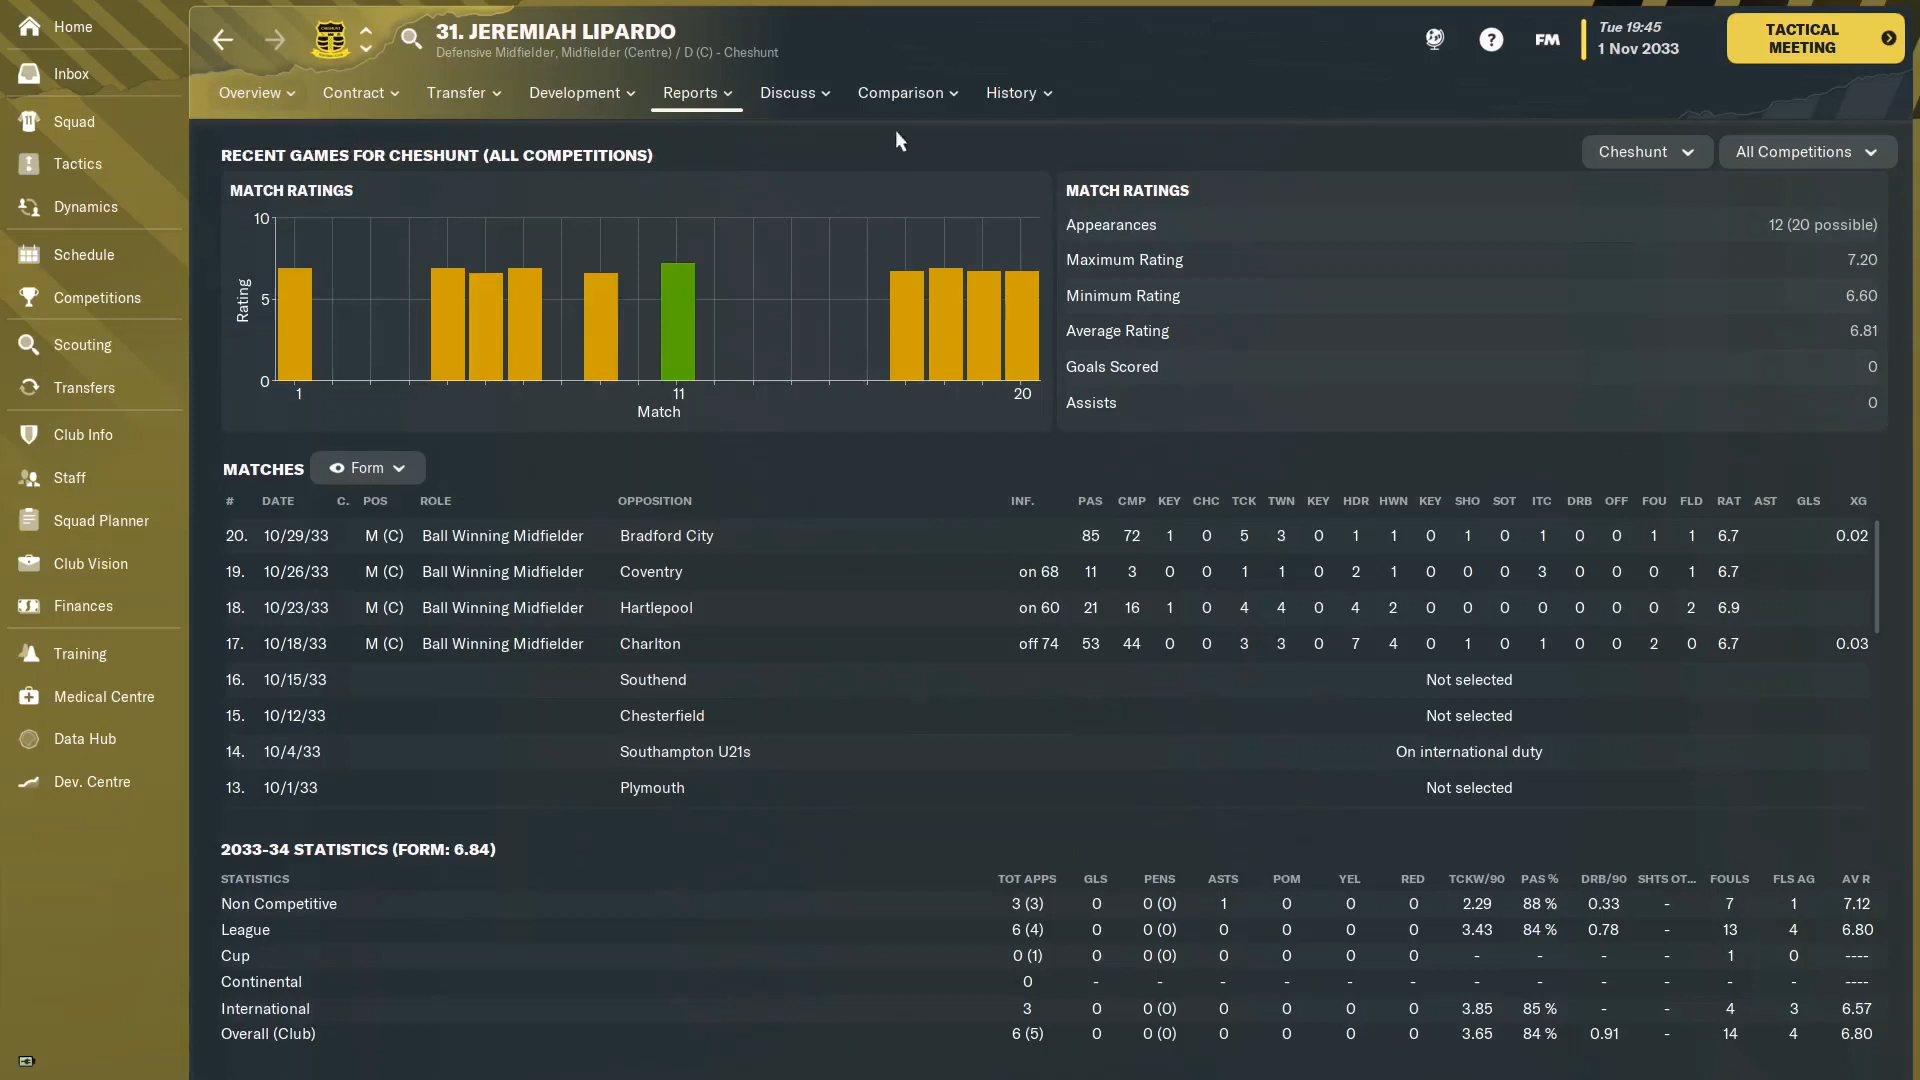 Home
Inbox
Squad
Tactics
Dynamics
Schedule
Competitions
Scouting
Transfers
Club Info
Staff
Squad Planner
Club Vision
Finances
Training
Medical Centre
Data Hub
Dev. Centre
31. JEREMIAH LIPARDO
Defensive Midfielder, Midfielder (Centre) / D (C) - Cheshunt
?
FM
Tue 19:45
1 Nov 2033
TACTICAL
MEETING
Overview Contract Transfer Development Reports Discuss Comparison History
RECENT GAMES FOR CHESHUNT (ALL COMPETITIONS)
Cheshunt All Competitions
MATCH RATINGS
10
5
0
Rating
1 11 20
Match
MATCH RATINGS
Appearances 12 (20 possible)
Maximum Rating 7.20
Minimum Rating 6.60
Average Rating 6.81
Goals Scored 0
Assists 0
MATCHES Form
# DATE C. POS ROLE OPPOSITION INF. PAS CMP KEY CHC TCK TWN KEY HDR HWN KEY SHO SOT ITC DRB OFF FOU FLD RAT AST GLS XG
20. 10/29/33 M (C) Ball Winning Midfielder Bradford City 85 72 1 0 5 3 0 1 1 0 1 0 1 0 0 1 1 6.7 0.02
19. 10/26/33 M (C) Ball Winning Midfielder Coventry on 68 11 3 0 0 1 1 0 2 1 0 0 0 3 0 0 0 1 6.7
18. 10/23/33 M (C) Ball Winning Midfielder Hartlepool on 60 21 16 1 0 4 4 0 4 2 0 0 0 0 0 0 0 2 6.9
17. 10/18/33 M (C) Ball Winning Midfielder Charlton off 74 53 44 0 0 3 3 0 7 4 0 1 0 1 0 0 2 0 6.7 0.03
16. 10/15/33 Southend Not selected
15. 10/12/33 Chesterfield Not selected
14. 10/4/33 Southampton U21s On international duty
13. 10/1/33 Plymouth Not selected
2033-34 STATISTICS (FORM: 6.84)
STATISTICS TOT APPS GLS PENS ASTS POM YEL RED TCKW/90 PAS % DRB/90 SHTS OT... FOULS FLS AG AV R
Non Competitive 3 (3) 0 0 (0) 1 0 0 0 2.29 88 % 0.33 - 7 1 7.12
League 6 (4) 0 0 (0) 0 0 0 0 3.43 84 % 0.78 - 13 4 6.80
Cup 0 (1) 0 0 (0) 0 0 0 0 - - - - 1 0 ----
Continental 0 - - - - - - - - - - - - ----
International 3 0 0 (0) 0 0 0 0 3.85 85 % - - 4 3 6.57
Overall (Club) 6 (5) 0 0 (0) 0 0 0 0 3.65 84 % 0.91 - 14 4 6.80